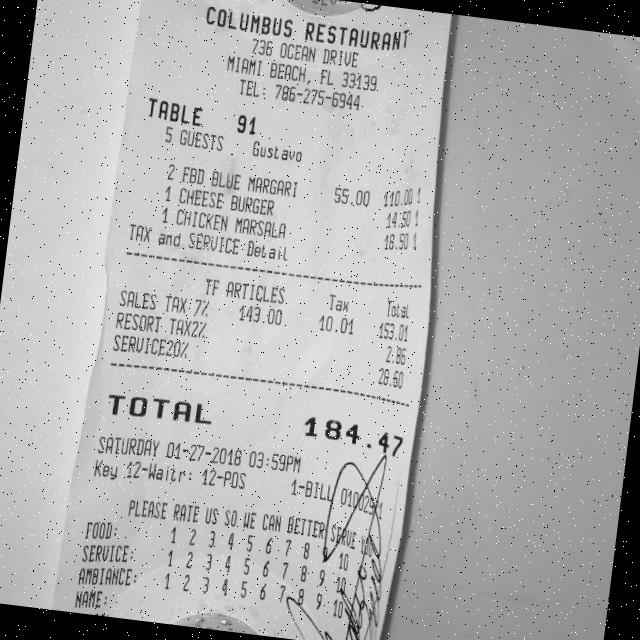 COLUMBUS RESTAURANT
736 OCEAN DRIVE
MIAMI BEACH, FL 33139
TEL: 786-275-6944
TABLE 91
5 GUESTS Gustavo
2 FBD BLUE MARGARI 55.00 110.00 1
1 CHEESE BURGER 14.50 1
1 CHICKEN MARSALA 18.50 1
TAX and SERVICE Detail
TF ARTICLES Tax Total
SALES TAX 7% 143.00 10.01 153.01
RESORT TAX2% 2.86
SERVICE20% 28.60
TOTAL 184.47
SATURDAY 01-27-2018 03:59PM
Key 12-Waitr: 12-POS 1-BILL
PLEASE RATE US SO WE CAN BETTER SERVE YOU
FOOD: 1 2 3 4 5 6 7 8 10
SERVICE: 1 2 3 4 5 6 7 8 9 10
AMBIANCE: 1 2 3 4 5 6 7 8 9 10
NAME: